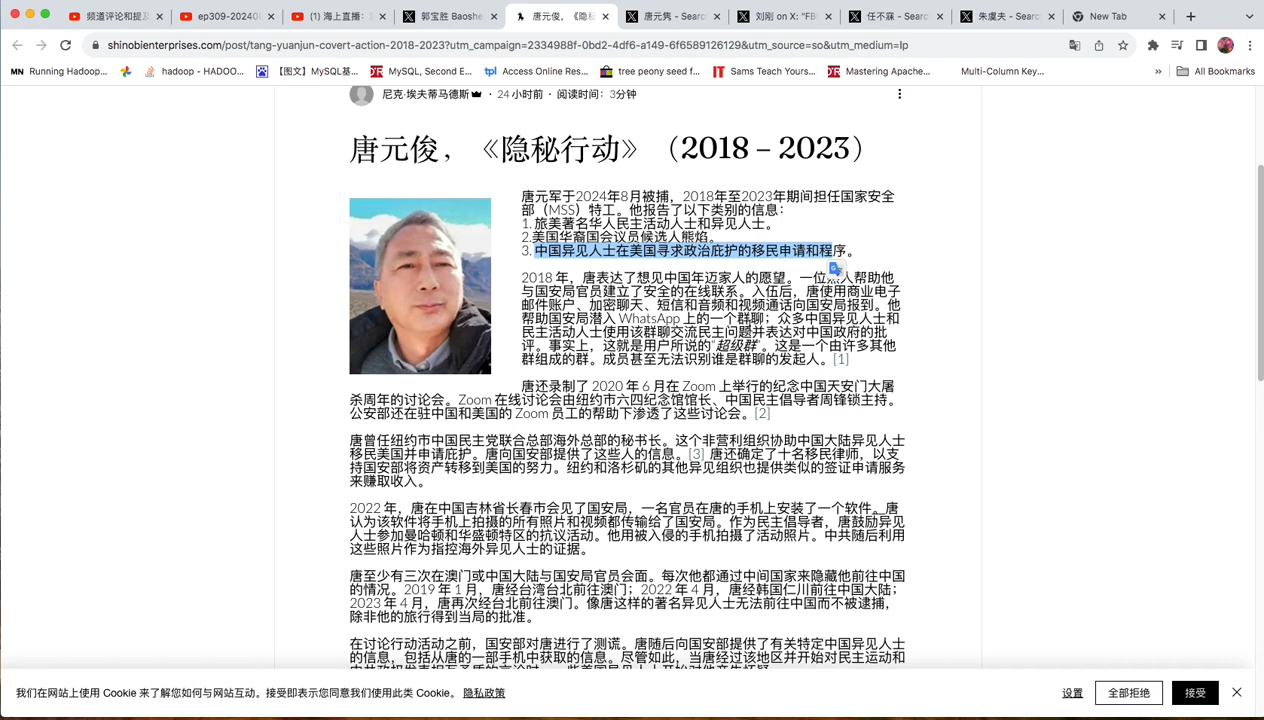 频道评论和提及
ep309-2024080
(1) 海上直播：
郭宝胜 Baoshe
唐元俊，《隐秘
唐元隽 - Searc
刘刚 on X: "FBI
任不寐 - Searc
朱虞夫 - Searc
New Tab
shinobienterprises.com/post/tang-yuanjun-covert-action-2018-2023?utm_campaign=2334988f-0bd2-4df6-a149-6f6589126129&utm_source=so&utm_medium=lp
MN Running Hadoop...
hadoop - HADOO...
【图文】MySQL基...
MySQL, Second E...
tpl Access Online Res...
tree peony seed f...
IT Sams Teach Yours...
Mastering Apache...
Multi-Column Key...
» All Bookmarks
尼克·埃夫蒂马德斯 · 24 小时前 · 阅读时间：3分钟
唐元俊，《隐秘行动》（2018 – 2023）
唐元军于2024年8月被捕，2018年至2023年期间担任国家安全
部（MSS）特工。他报告了以下类别的信息：
1. 旅美著名华人民主活动人士和异见人士。
2.美国华裔国会议员候选人熊焰。
3. 中国异见人士在美国寻求政治庇护的移民申请和程序。
2018 年，唐表达了想见中国年迈家人的愿望。一位熟人帮助他
与国安局官员建立了安全的在线联系。入伍后，唐使用商业电子
邮件账户、加密聊天、短信和音频和视频通话向国安局报到。他
帮助国安局潜入 WhatsApp 上的一个群聊；众多中国异见人士和
民主活动人士使用该群聊交流民主问题并表达对中国政府的批
评。事实上，这就是用户所说的“超级群”。这是一个由许多其他
群组成的群。成员甚至无法识别谁是群聊的发起人。[1]
唐还录制了 2020 年 6 月在 Zoom 上举行的纪念中国天安门大屠
杀周年的讨论会。Zoom 在线讨论会由纽约市六四纪念馆馆长、中国民主倡导者周锋锁主持。
公安部还在驻中国和美国的 Zoom 员工的帮助下渗透了这些讨论会。[2]
唐曾任纽约市中国民主党联合总部海外总部的秘书长。这个非营利组织协助中国大陆异见人士
移民美国并申请庇护。唐向国安部提供了这些人的信息。[3] 唐还确定了十名移民律师，以支
持国安部将资产转移到美国的努力。纽约和洛杉矶的其他异见组织也提供类似的签证申请服务
来赚取收入。
2022 年，唐在中国吉林省长春市会见了国安局，一名官员在唐的手机上安装了一个软件。唐
认为该软件将手机上拍摄的所有照片和视频都传输给了国安局。作为民主倡导者，唐鼓励异见
人士参加曼哈顿和华盛顿特区的抗议活动。他用被入侵的手机拍摄了活动照片。中共随后利用
这些照片作为指控海外异见人士的证据。
唐至少有三次在澳门或中国大陆与国安局官员会面。每次他都通过中间国家来隐藏他前往中国
的情况。2019 年 1 月，唐经台湾台北前往澳门；2022 年 4 月，唐经韩国仁川前往中国大陆；
2023 年 4 月，唐再次经台北前往澳门。像唐这样的著名异见人士无法前往中国而不被逮捕，
除非他的旅行得到当局的批准。
在讨论行动活动之前，国安部对唐进行了测谎。唐随后向国安部提供了有关特定中国异见人士
的信息，包括从唐的一部手机中获取的信息。尽管如此，当唐经过该地区并开始对民主运动和
我们在网站上使用 Cookie 来了解您如何与网站互动。接受即表示您同意我们使用此类 Cookie。 隐私政策
设置
全部拒绝
接受